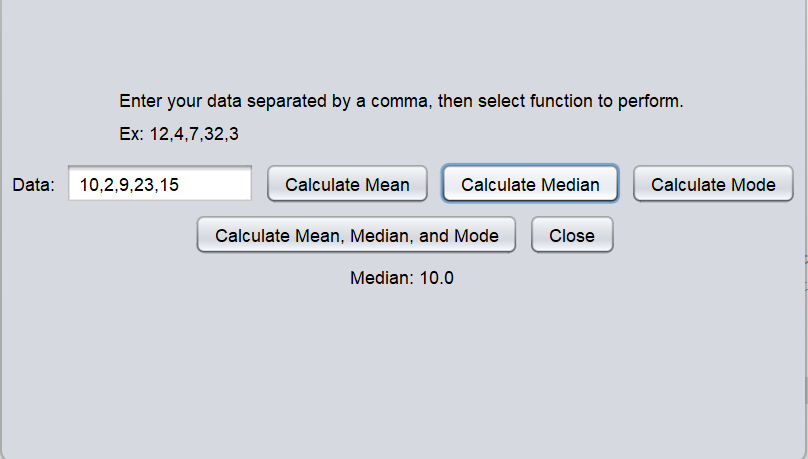 Enter your data separated by a comma, then select function to perform.
Ex: 12,4,7,32,3
Data: 10,2,9,23,15 Calculate Mean Calculate Median Calculate Mode
Calculate Mean, Median, and Mode Close
Median: 10.0